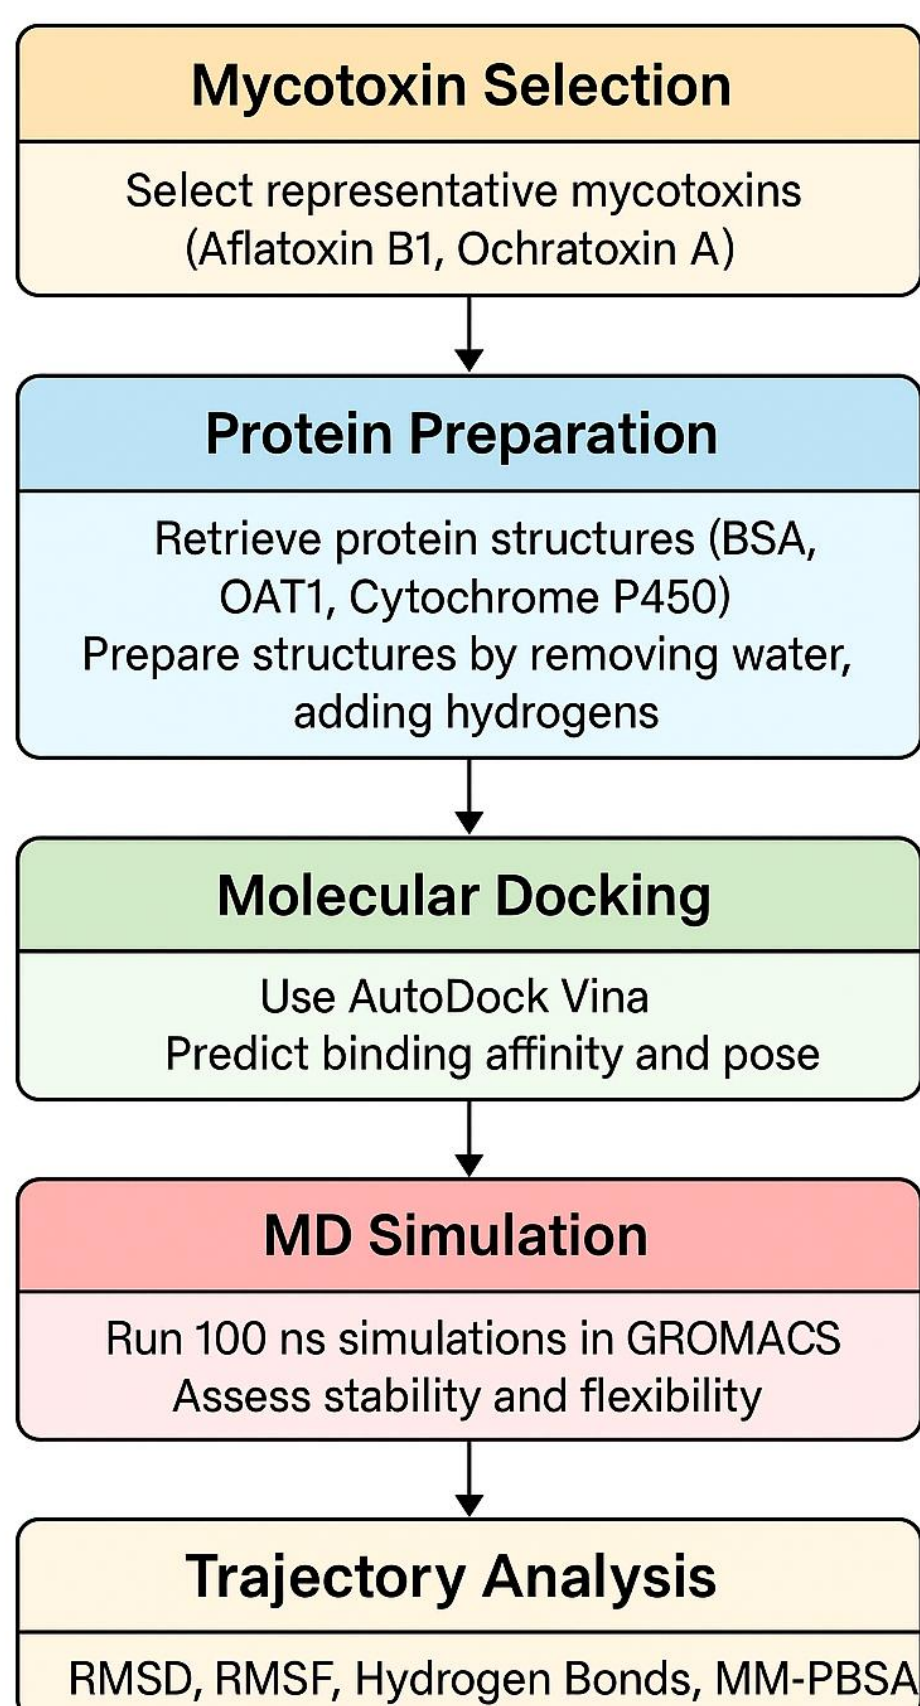 Mycotoxin Selection
Select representative mycotoxins
(Aflatoxin B1, Ochratoxin A)
Protein Preparation
Retrieve protein structures (BSA,
OAT1, Cytochrome P450)
Prepare structures by removing water,
adding hydrogens
Molecular Docking
Use AutoDock Vina
Predict binding affinity and pose
MD Simulation
Run 100 ns simulations in GROMACS
Assess stability and flexibility
Trajectory Analysis
RMSD, RMSF, Hydrogen Bonds, MM-PBSA